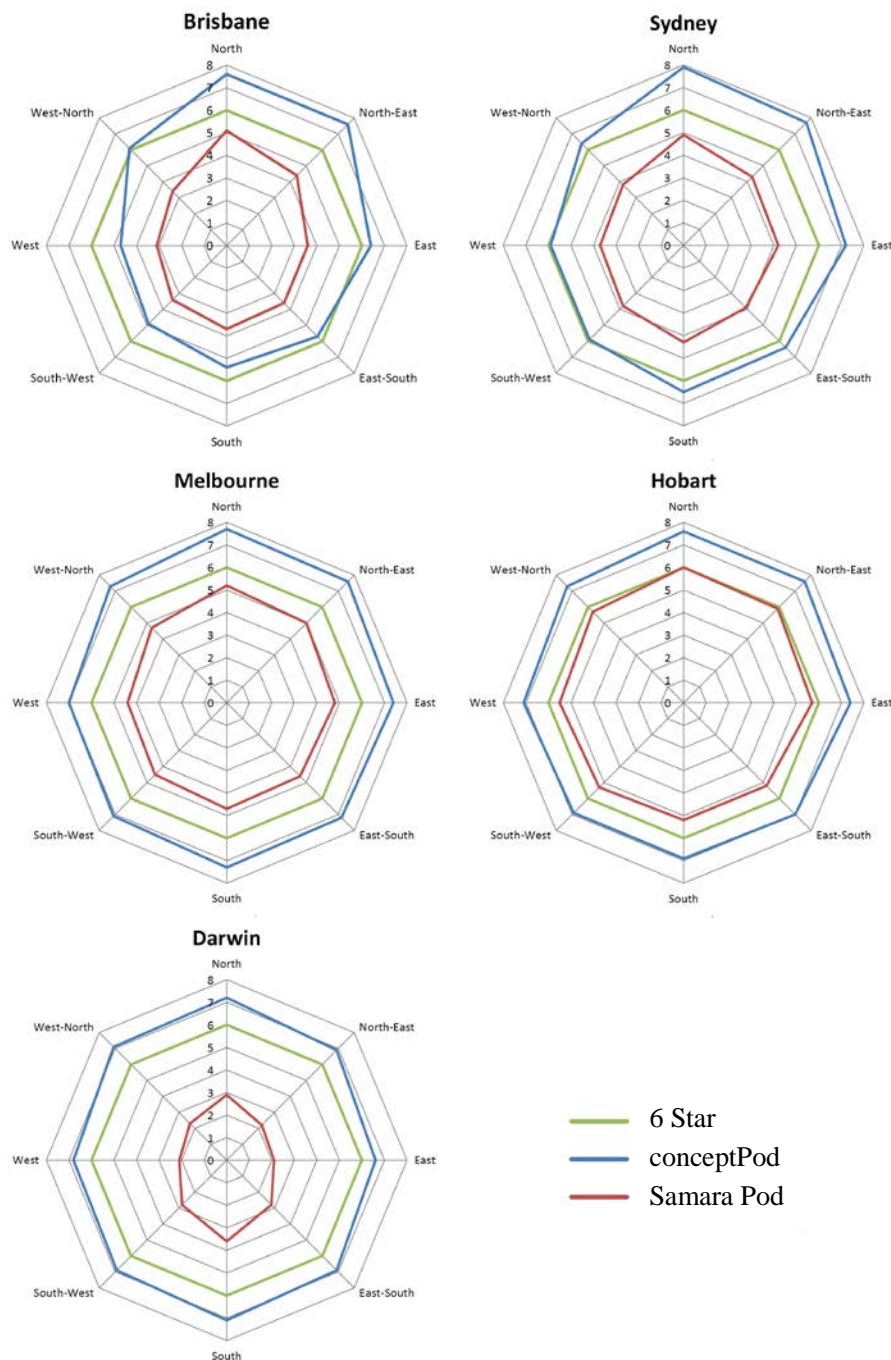 Brisbane
North
8
7
6
5
4
3
2
1
0
North-East
East
East-South
South
South-West
West
West-North
Sydney
North
8
7
6
5
4
3
2
1
0
North-East
East
East-South
South
South-West
West
West-North
Melbourne
North
8
7
6
5
4
3
2
1
0
North-East
East
East-South
South
South-West
West
West-North
Hobart
North
8
7
6
5
4
3
2
1
0
North-East
East
East-South
South
South-West
West
West-North
Darwin
North
8
7
6
5
4
3
2
1
0
North-East
East
East-South
South
South-West
West
West-North
6 Star
conceptPod
Samara Pod